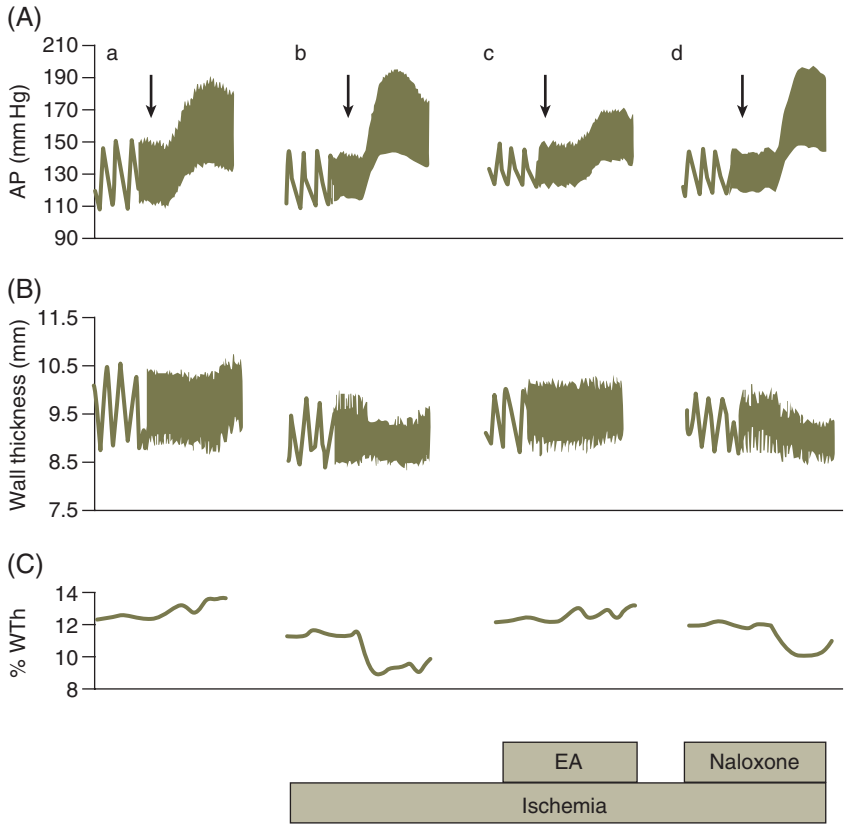 (A)
AP (mm Hg)
210
190
170
150
130
110
90
a
b
c
d
(B)
Wall thickness (mm)
11.5
10.5
9.5
8.5
7.5
(C)
% WTh
14
12
10
8
EA
Naloxone
Ischemia